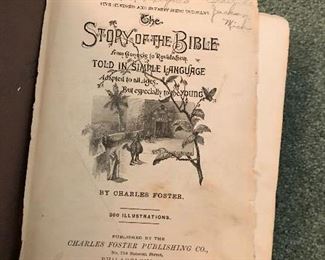 The
STORY OF THE BIBLE
from Genesis to Revelation
TOLD IN SIMPLE LANGUAGE
Adapted to all Ages,
But especially to the YOUNG
BY CHARLES FOSTER.
300 ILLUSTRATIONS.
PUBLISHED BY THE
CHARLES FOSTER PUBLISHING CO.,
Street,